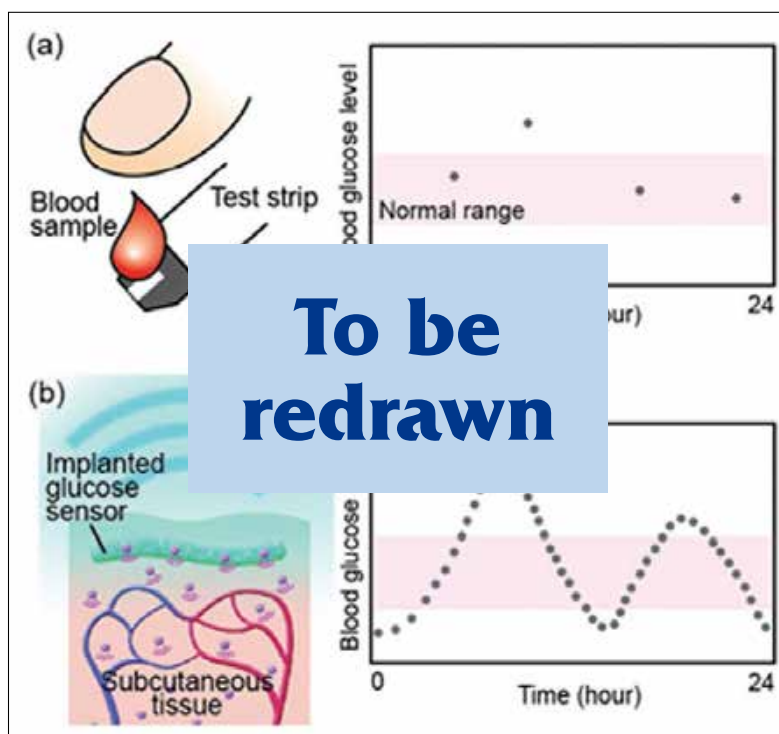 (a)
Blood
sample
Test strip
glucose level
Normal range
24
To be
redrawn
(b)
Implanted
glucose
sensor
Subcutaneous
tissue
Blood glucose
0
24
Time (hour)